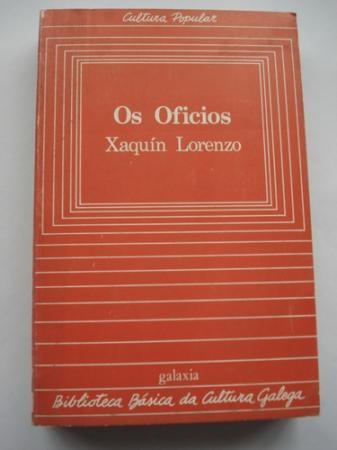 Cultura Popular
Os Oficios
Xaquín Lorenzo
galaxia
Biblioteca Básica da Cultura Galega